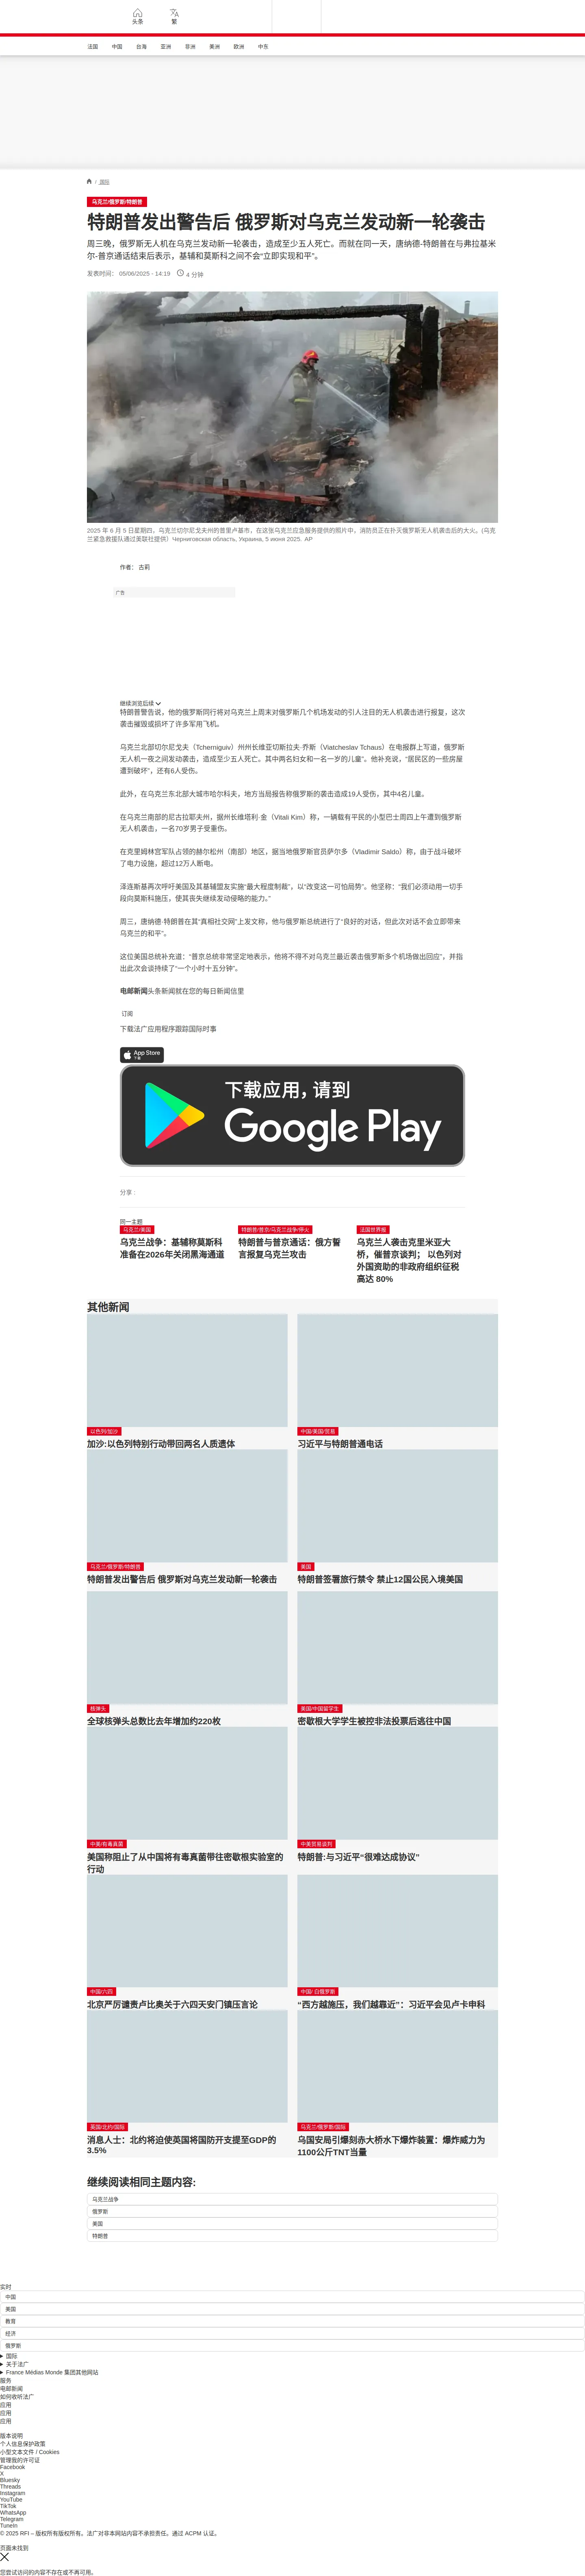 头条
繁
法国 中国 台海 亚洲 非洲 美洲 欧洲 中东
/ 国际
乌克兰/俄罗斯/特朗普
特朗普发出警告后 俄罗斯对乌克兰发动新一轮袭击
周三晚，俄罗斯无人机在乌克兰发动新一轮袭击，造成至少五人死亡。而就在同一天，唐纳德-特朗普在与弗拉基米
尔-普京通话结束后表示，基辅和莫斯科之间不会“立即实现和平”。
发表时间： 05/06/2025 - 14:19 4 分钟
2025 年 6 月 5 日星期四，乌克兰切尔尼戈夫州的普里卢基市，在这张乌克兰应急服务提供的照片中，消防员正在扑灭俄罗斯无人机袭击后的大火。(乌克
兰紧急救援队通过美联社提供）Черниговская область, Украина, 5 июня 2025. AP
作者： 古莉
广告
继续浏览后续
特朗普警告说，他的俄罗斯同行将对乌克兰上周末对俄罗斯几个机场发动的引人注目的无人机袭击进行报复，这次
袭击摧毁或损坏了许多军用飞机。
乌克兰北部切尔尼戈夫（Tcherniguiv）州州长维亚切斯拉夫·乔斯（Viatcheslav Tchaus）在电报群上写道，俄罗斯
无人机一夜之间发动袭击，造成至少五人死亡。其中两名妇女和一名一岁的儿童”。他补充说，“居民区的一些房屋
遭到破坏”，还有6人受伤。
此外，在乌克兰东北部大城市哈尔科夫，地方当局报告称俄罗斯的袭击造成19人受伤，其中4名儿童。
在乌克兰南部的尼古拉耶夫州，据州长维塔利·金（Vitali Kim）称，一辆载有平民的小型巴士周四上午遭到俄罗斯
无人机袭击，一名70岁男子受重伤。
在克里姆林宫军队占领的赫尔松州（南部）地区，据当地俄罗斯官员萨尔多（Vladimir Saldo）称，由于战斗破坏
了电力设施，超过12万人断电。
泽连斯基再次呼吁美国及其基辅盟友实施“最大程度制裁”，以“改变这一可怕局势”。他坚称：“我们必须动用一切手
段向莫斯科施压，使其丧失继续发动侵略的能力。”
周三，唐纳德·特朗普在其“真相社交网”上发文称，他与俄罗斯总统进行了“良好的对话，但此次对话不会立即带来
乌克兰的和平”。
这位美国总统补充道：“普京总统非常坚定地表示，他将不得不对乌克兰最近袭击俄罗斯多个机场做出回应”，并指
出此次会谈持续了“一个小时十五分钟”。
电邮新闻头条新闻就在您的每日新闻信里
订阅
下载法广应用程序跟踪国际时事
App Store
下载
下载应用，请到
Google Play
分享 :
同一主题
乌克兰/美国
乌克兰战争：基辅称莫斯科
准备在2026年关闭黑海通道
特朗普/普京/乌克兰战争/停火
特朗普与普京通话：俄方誓
言报复乌克兰攻击
法国世界报
乌克兰人袭击克里米亚大
桥，催普京谈判； 以色列对
外国资助的非政府组织征税
高达 80%
其他新闻
以色列/加沙
加沙:以色列特别行动带回两名人质遗体
中国/美国/贸易
习近平与特朗普通电话
乌克兰/俄罗斯/特朗普
特朗普发出警告后 俄罗斯对乌克兰发动新一轮袭击
美国
特朗普签署旅行禁令 禁止12国公民入境美国
核弹头
全球核弹头总数比去年增加约220枚
美国/中国留学生
密歇根大学学生被控非法投票后逃往中国
中美/有毒真菌
美国称阻止了从中国将有毒真菌带往密歇根实验室的
行动
中美贸易谈判
特朗普:与习近平“很难达成协议”
中国/六四
北京严厉谴责卢比奥关于六四天安门镇压言论
中国/ 白俄罗斯
“西方越施压，我们越靠近”：习近平会见卢卡申科
英国/北约/国际
消息人士：北约将迫使英国将国防开支提至GDP的
3.5%
乌克兰/俄罗斯/国际
乌国安局引爆刻赤大桥水下爆炸装置：爆炸威力为
1100公斤TNT当量
继续阅读相同主题内容:
乌克兰战争
俄罗斯
美国
特朗普
实时
中国
美国
教育
经济
俄罗斯
国际
关于法广
France Médias Monde 集团其他网站
服务
电邮新闻
如何收听法广
应用
应用
应用
版本说明
个人信息保护政策
小型文本文件 / Cookies
管理我的许可证
Facebook
X
Bluesky
Threads
Instagram
YouTube
TikTok
WhatsApp
Telegram
TuneIn
© 2025 RFI – 版权所有版权所有。法广对非本网站内容不承担责任。通过 ACPM 认证。
页面未找到
您尝试访问的内容不存在或不再可用。